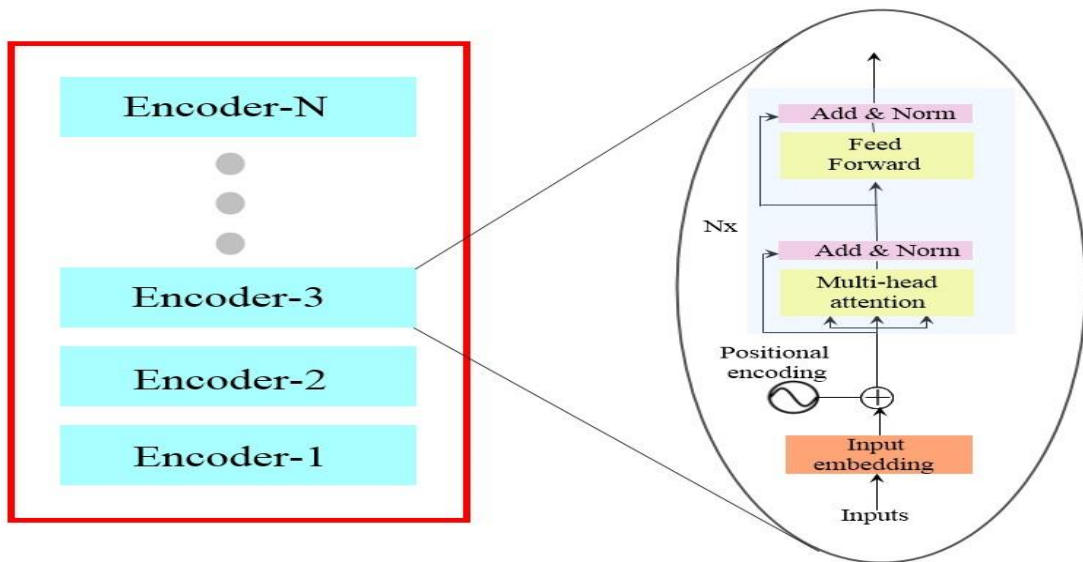 Encoder-N
Encoder-3
Encoder-2
Encoder-1
Add & Norm
Feed
Forward
Nx
Add & Norm
Multi-head
attention
Positional
encoding
Input
embedding
Inputs